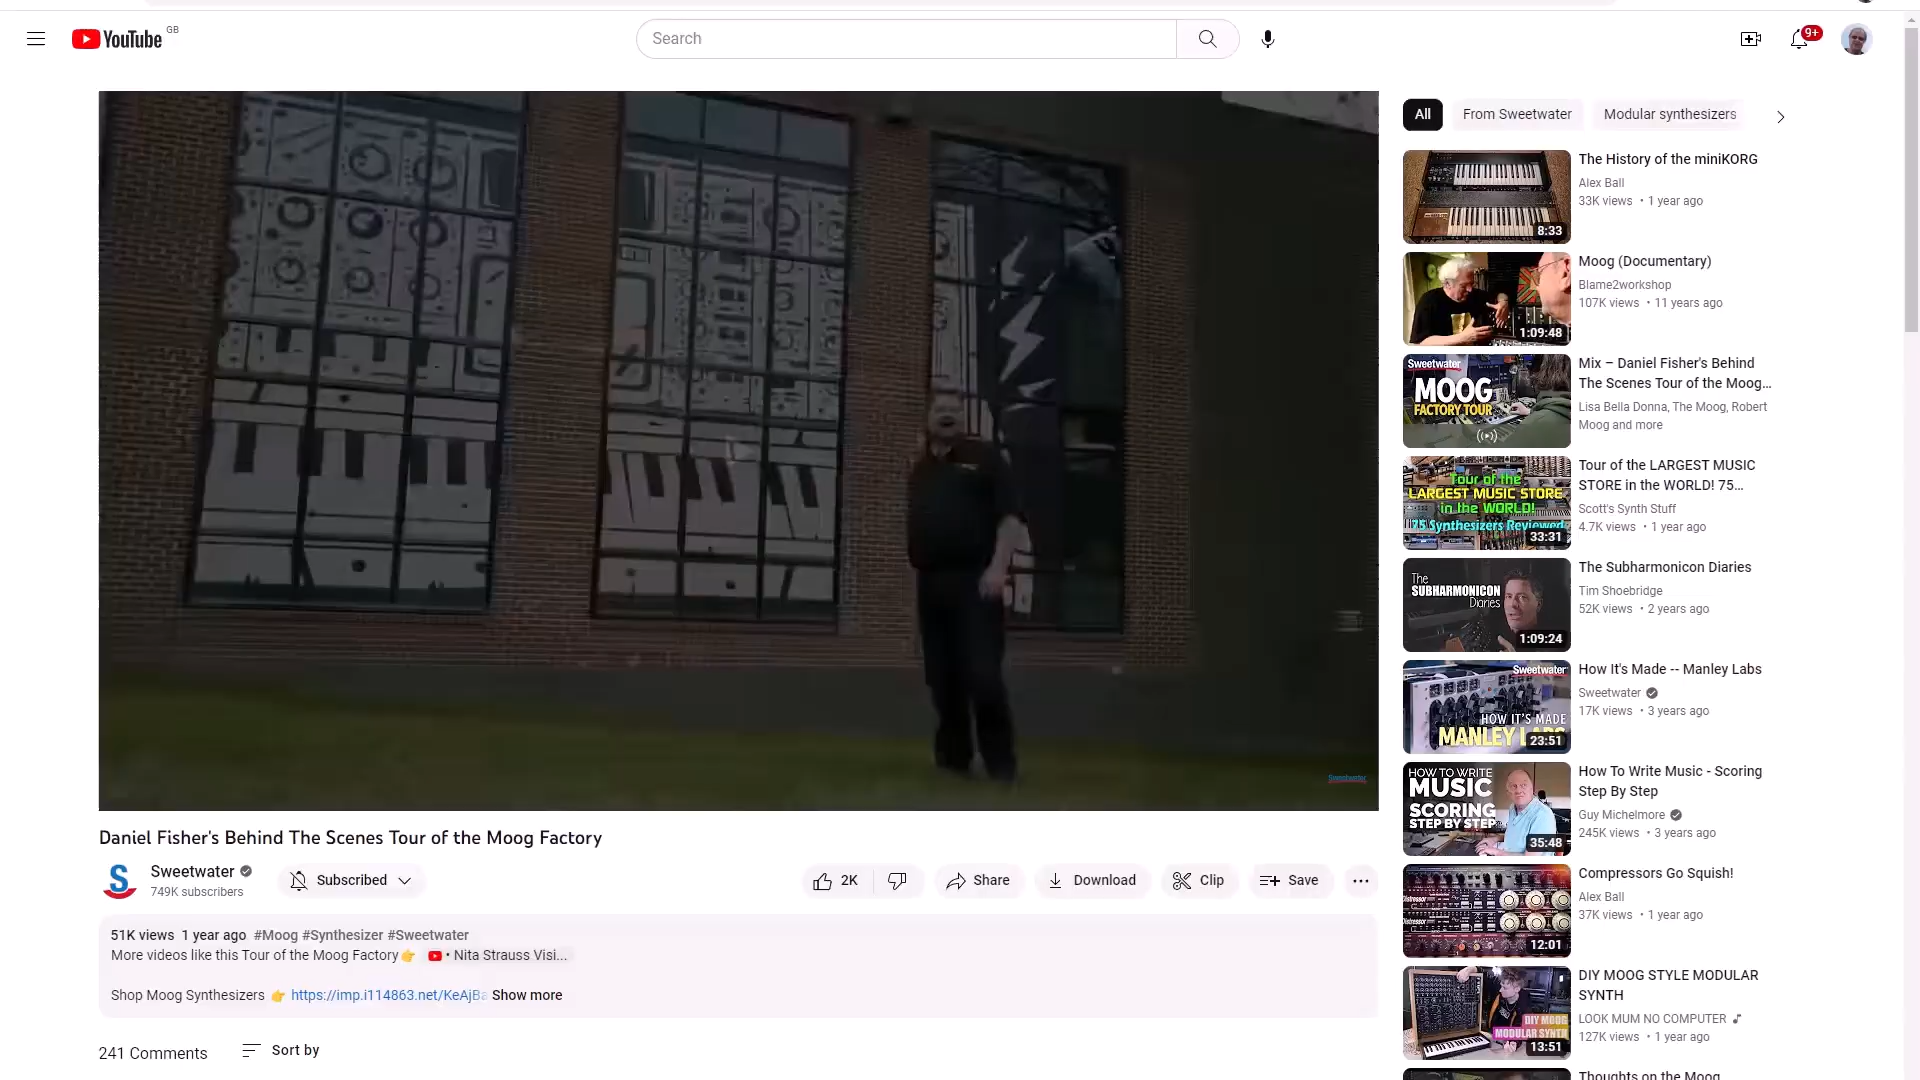 YouTube GB
Search
9+
All
From Sweetwater
Modular synthesizers
The History of the miniKORG
Alex Ball
33K views • 1 year ago
8:33
Moog (Documentary)
Blame2workshop
107K views • 11 years ago
1:09:48
Sweetwater
MOOG
FACTORY TOUR
Mix – Daniel Fisher's Behind
The Scenes Tour of the Moog...
Lisa Bella Donna, The Moog, Robert
Moog and more
Tour of the
LARGEST MUSIC STORE
in the WORLD!
75 Synthesizers Reviewed
33:31
Tour of the LARGEST MUSIC
STORE in the WORLD! 75...
Scott's Synth Stuff
4.7K views • 1 year ago
The
SUBHARMONICON
Diaries
1:09:24
The Subharmonicon Diaries
Tim Shoebridge
52K views • 2 years ago
Sweetwater
HOW IT'S MADE
MANLEY LABS
23:51
How It's Made -- Manley Labs
Sweetwater
17K views • 3 years ago
HOW TO WRITE
MUSIC
SCORING
STEP BY STEP
35:48
How To Write Music - Scoring
Step By Step
Guy Michelmore
245K views • 3 years ago
12:01
Compressors Go Squish!
Alex Ball
37K views • 1 year ago
DIY MOOG
MODULAR SYNTH
13:51
DIY MOOG STYLE MODULAR
SYNTH
LOOK MUM NO COMPUTER
127K views • 1 year ago
Thoughts on the Moog
Sweetwater
Daniel Fisher's Behind The Scenes Tour of the Moog Factory
Sweetwater
749K subscribers
Subscribed
2K
Share
Download
Clip
Save
51K views 1 year ago #Moog #Synthesizer #Sweetwater
More videos like this Tour of the Moog Factory👉 • Nita Strauss Visi...
Shop Moog Synthesizers 👉 https://imp.i114863.net/KeAjBa Show more
241 Comments
Sort by